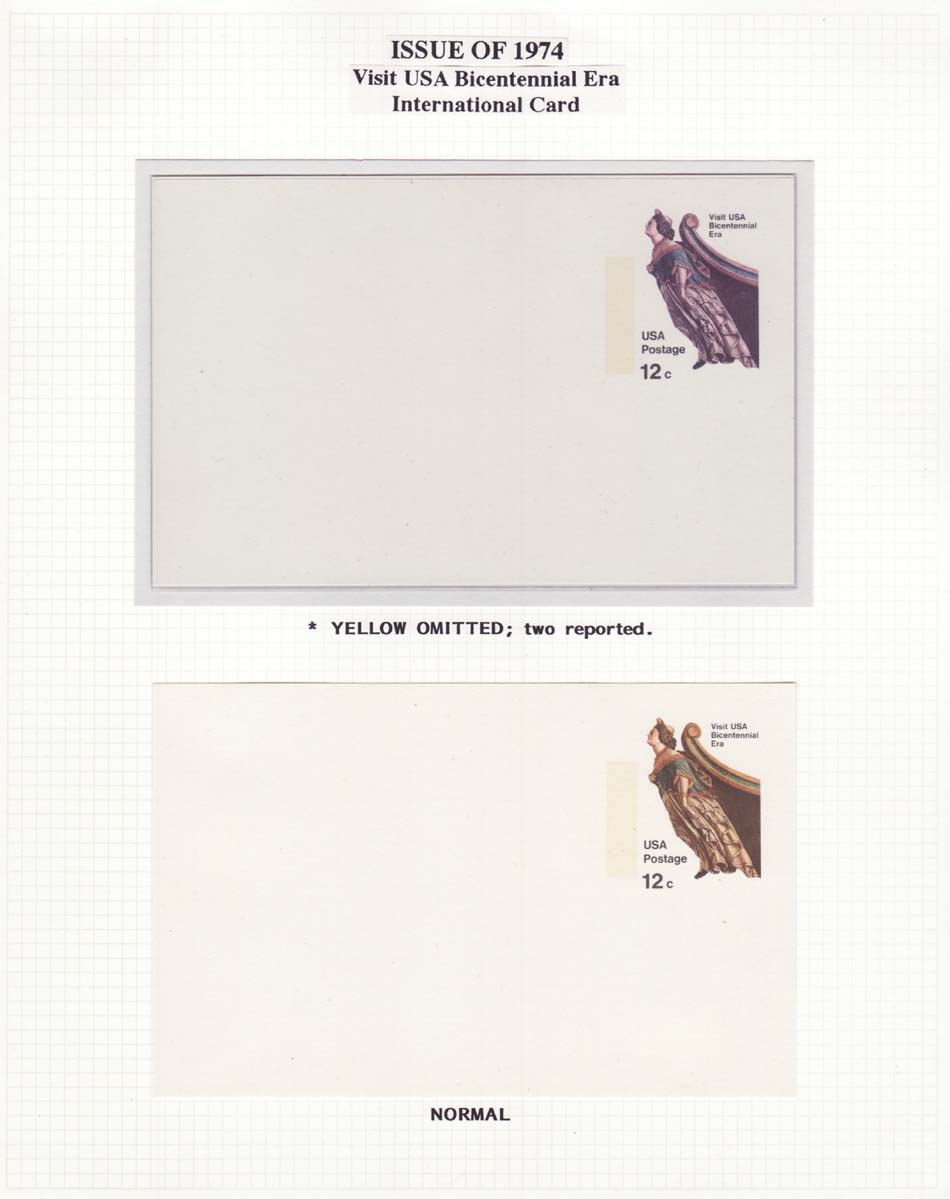 ISSUE OF 1974
Visit USA Bicentennial Era
International Card
Visit USA
Bicentennial
Era
USA
Postage
12c
* YELLOW OMITTED; two reported.
Visit USA
Bicentennial
Era
USA
Postage
12c
NORMAL